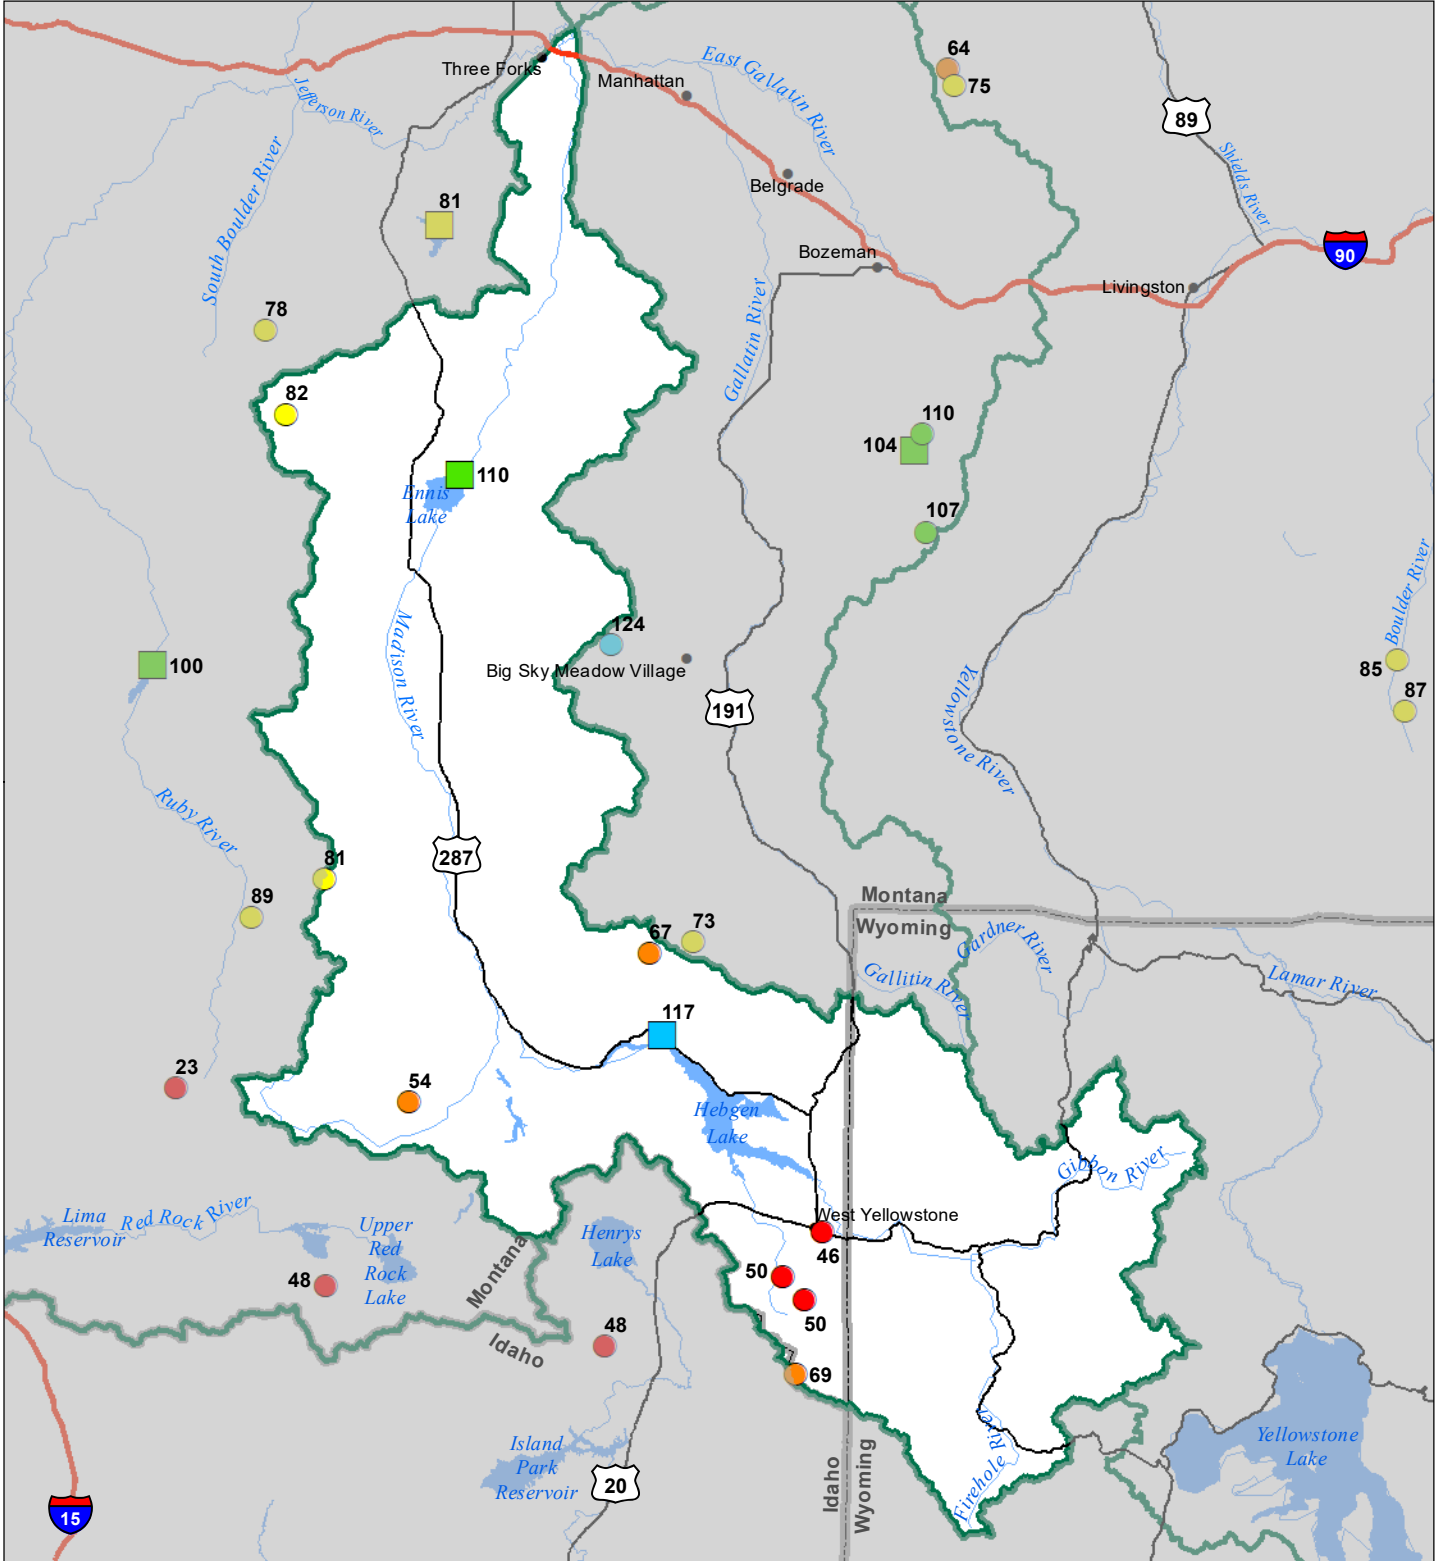 64
75
East Gallatin River
Three Forks
Manhattan
Jefferson River
89
Shields River
South Boulder River
Belgrade
81
Bozeman
90
Livingston
78
Gallatin River
82
110
104
110
Ennis
Lake
107
Boulder River
Madison River
124
Big Sky Meadow Village
100
85
87
191
Yellowstone River
Ruby River
287
81
89
Montana
Wyoming
67
73
Gardner River
Gallitin River
Lamar River
117
23
54
Hebgen
Lake
Gibbon River
Lima
Reservoir
Red Rock River
Upper
Red
Rock
Lake
Henrys
Lake
West Yellowstone
46
Montana
Idaho
48
50
50
48
69
Firehole River
Yellowstone
Lake
Island
Park
Reservoir
20
Idaho
Wyoming
15